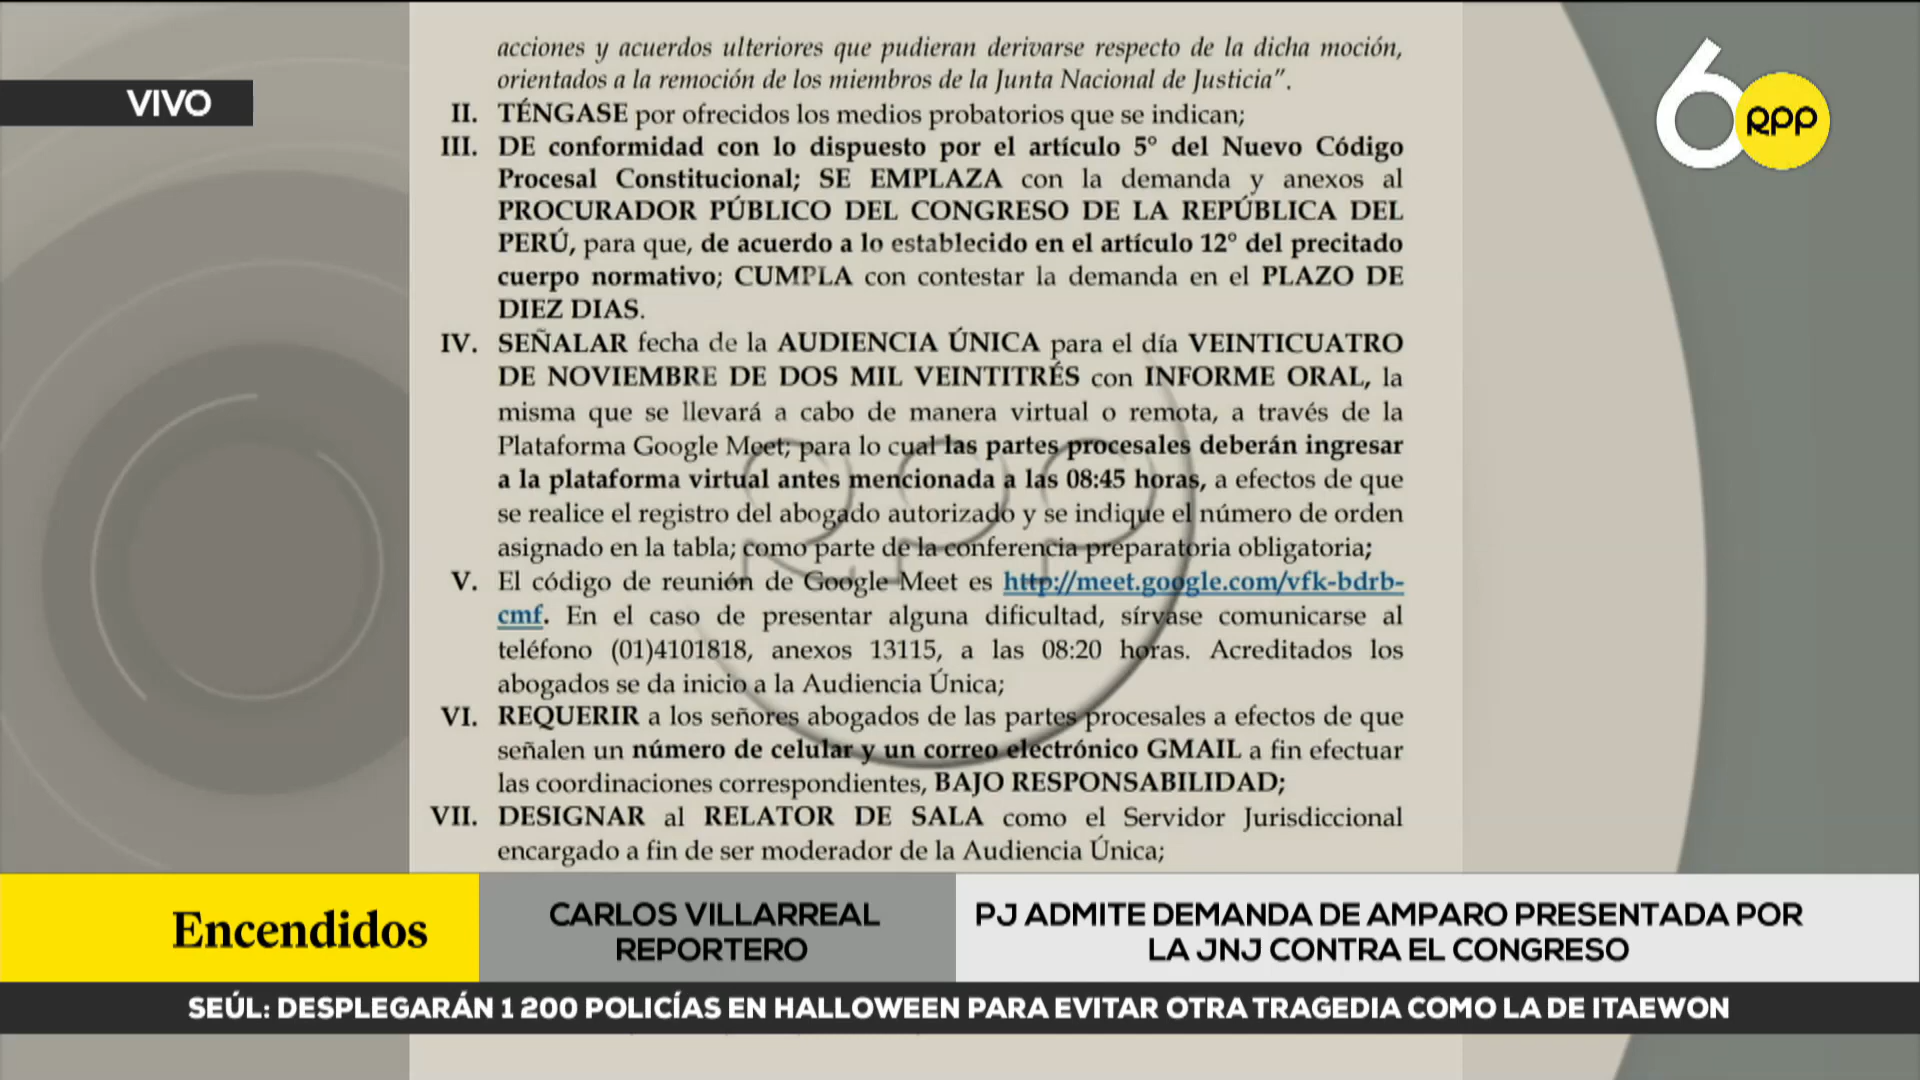 acciones y acuerdos ulteriores que pudieran derivarse respecto de la dicha moción,
orientados a la remoción de los miembros de la Junta Nacional de Justicia”.
VIVO
II. TÉNGASE por ofrecidos los medios probatorios que se indican;
III. DE conformidad con lo dispuesto por el artículo 5° del Nuevo Código
Procesal Constitucional; SE EMPLAZA con la demanda y anexos al
PROCURADOR PÚBLICO DEL CONGRESO DE LA REPÚBLICA DEL
PERÚ, para que, de acuerdo a lo establecido en el artículo 12° del precitado
cuerpo normativo; CUMPLA con contestar la demanda en el PLAZO DE
DIEZ DIAS.
IV. SEÑALAR fecha de la AUDIENCIA ÚNICA para el día VEINTICUATRO
DE NOVIEMBRE DE DOS MIL VEINTITRÉS con INFORME ORAL, la
misma que se llevará a cabo de manera virtual o remota, a través de la
Plataforma Google Meet; para lo cual las partes procesales deberán ingresar
a la plataforma virtual antes mencionada a las 08:45 horas, a efectos de que
se realice el registro del abogado autorizado y se indique el número de orden
asignado en la tabla; como parte de la conferencia preparatoria obligatoria;
V. El código de reunión de Google Meet es http://meet.google.com/vfk-bdrb-
cmf. En el caso de presentar alguna dificultad, sírvase comunicarse al
teléfono (01)4101818, anexos 13115, a las 08:20 horas. Acreditados los
abogados se da inicio a la Audiencia Única;
VI. REQUERIR a los señores abogados de las partes procesales a efectos de que
señalen un número de celular y un correo electrónico GMAIL a fin efectuar
las coordinaciones correspondientes, BAJO RESPONSABILIDAD;
VII. DESIGNAR al RELATOR DE SALA como el Servidor Jurisdiccional
encargado a fin de ser moderador de la Audiencia Única;
6 RPP
rpp
Encendidos
CARLOS VILLARREAL
REPORTERO
PJ ADMITE DEMANDA DE AMPARO PRESENTADA POR
LA JNJ CONTRA EL CONGRESO
SEÚL: DESPLEGARÁN 1 200 POLICÍAS EN HALLOWEEN PARA EVITAR OTRA TRAGEDIA COMO LA DE ITAEWON